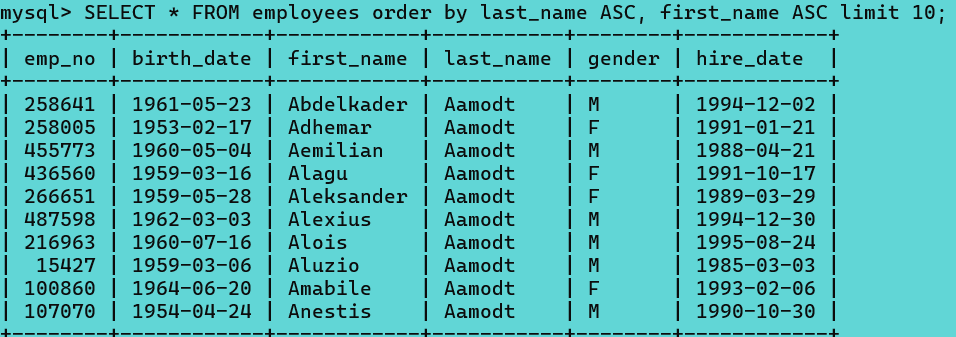 mysql> SELECT * FROM employees order by last_name ASC, first_name ASC limit 10;
+--------+------------+------------+-----------+--------+------------+
| emp_no | birth_date | first_name | last_name | gender | hire_date  |
+--------+------------+------------+-----------+--------+------------+
| 258641 | 1961-05-23 | Abdelkader | Aamodt    | M      | 1994-12-02 |
| 258005 | 1953-02-17 | Adhemar    | Aamodt    | F      | 1991-01-21 |
| 455773 | 1960-05-04 | Aemilian   | Aamodt    | M      | 1988-04-21 |
| 436560 | 1959-03-16 | Alagu      | Aamodt    | F      | 1991-10-17 |
| 266651 | 1959-05-28 | Aleksander | Aamodt    | F      | 1989-03-29 |
| 487598 | 1962-03-03 | Alexius    | Aamodt    | M      | 1994-12-30 |
| 216963 | 1960-07-16 | Alois      | Aamodt    | M      | 1995-08-24 |
|  15427 | 1959-03-06 | Aluzio     | Aamodt    | M      | 1985-03-03 |
| 100860 | 1964-06-20 | Amabile    | Aamodt    | F      | 1993-02-06 |
| 107070 | 1954-04-24 | Anestis    | Aamodt    | M      | 1990-10-30 |
+--------+------------+------------+-----------+--------+------------+